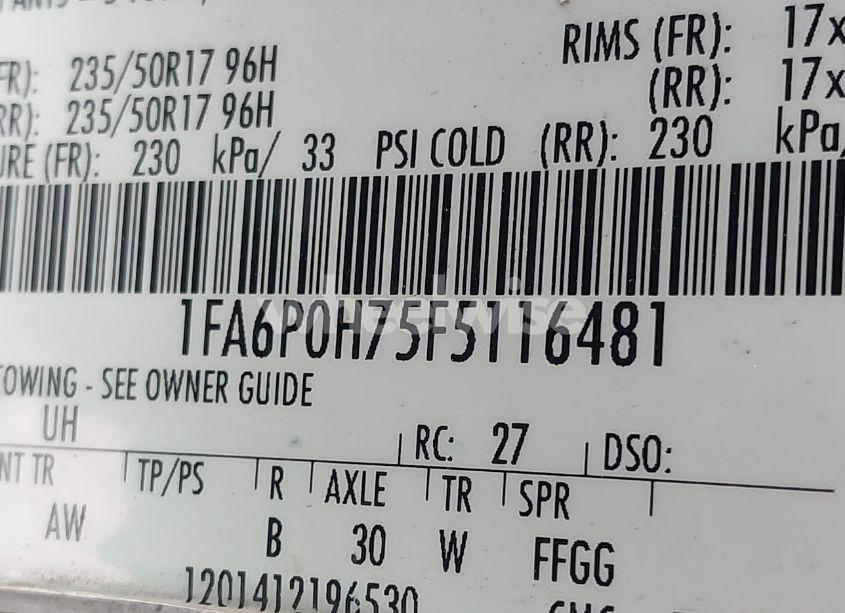 RIMS (FR): 17x
FR): 235/50R17 96H
(RR): 17x
RR): 235/50R17 96H
URE (FR): 230 kPa/ 33 PSI COLD (RR): 230 kPa/
1FA6P0H75F5116481
wheelwise
TOWING - SEE OWNER GUIDE
UH
RC: 27 DSO:
NT TR TP/PS R AXLE TR SPR
AW B 30 W FFGG
1201412196530